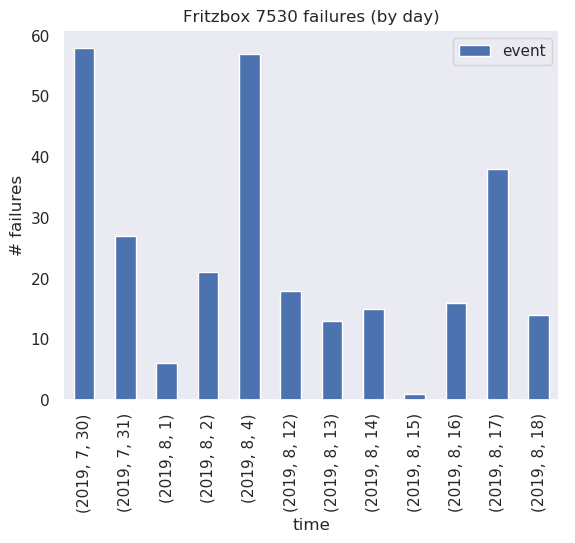 Fritzbox 7530 failures (by day)
event
# failures
60
50
40
30
20
10
0
(2019, 7, 30)
(2019, 7, 31)
(2019, 8, 1)
(2019, 8, 2)
(2019, 8, 4)
(2019, 8, 12)
(2019, 8, 13)
(2019, 8, 14)
(2019, 8, 15)
(2019, 8, 16)
(2019, 8, 17)
(2019, 8, 18)
time